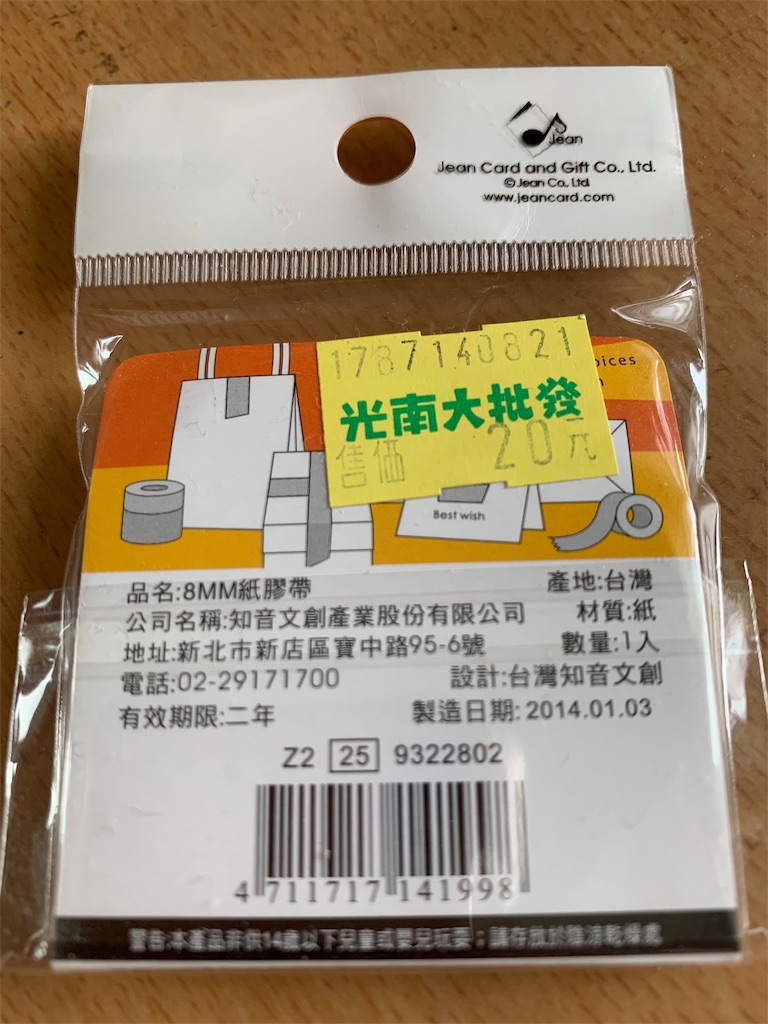 Jean
Jean Card and Gift Co., Ltd.
© Jean Co., Ltd
www.jeancard.com
1787140821
光南大批發
售価 20元
oices
Best wish
品名:8MM紙膠帶 產地:台灣
公司名稱:知音文創產業股份有限公司 材質:紙
地址:新北市新店區寶中路95-6號 數量:1入
電話:02-29171700 設計:台灣知音文創
有效期限:二年 製造日期: 2014.01.03
Z2 25 9322802
4 711717 141998
警告:本產品非供14歲以下兒童或嬰兒玩耍;請存放於陰涼乾燥處